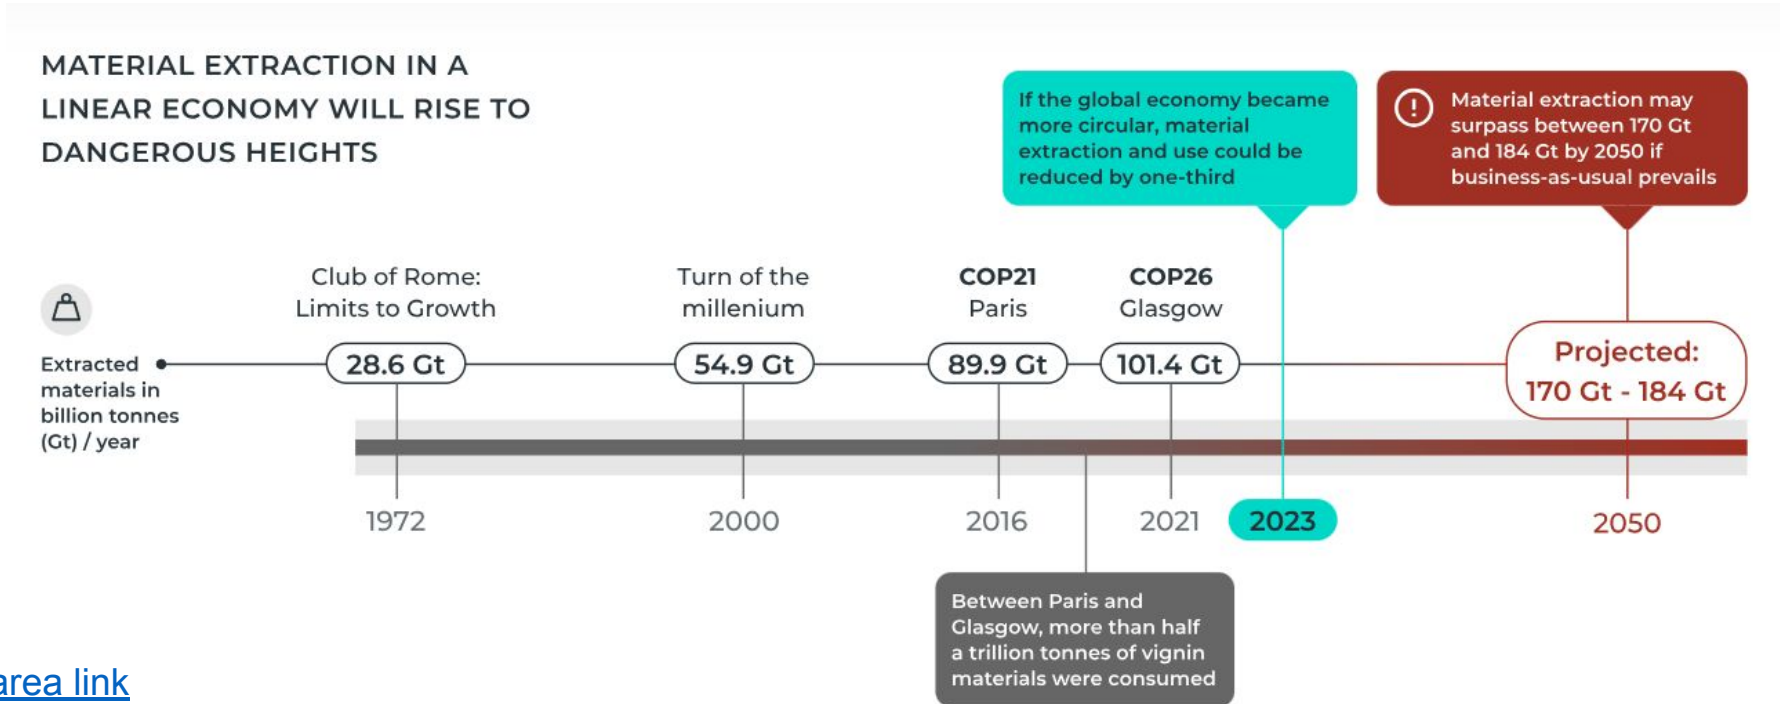 MATERIAL EXTRACTION IN A
LINEAR ECONOMY WILL RISE TO
DANGEROUS HEIGHTS
If the global economy became
more circular, material
extraction and use could be
reduced by one-third
Material extraction may
surpass between 170 Gt
and 184 Gt by 2050 if
business-as-usual prevails
Club of Rome:
Limits to Growth
Turn of the
millenium
COP21
Paris
COP26
Glasgow
Extracted
materials in
billion tonnes
(Gt) / year
28.6 Gt
54.9 Gt
89.9 Gt
101.4 Gt
Projected:
170 Gt - 184 Gt
1972
2000
2016
2021
2023
2050
Between Paris and
Glasgow, more than half
a trillion tonnes of vignin
materials were consumed
area link